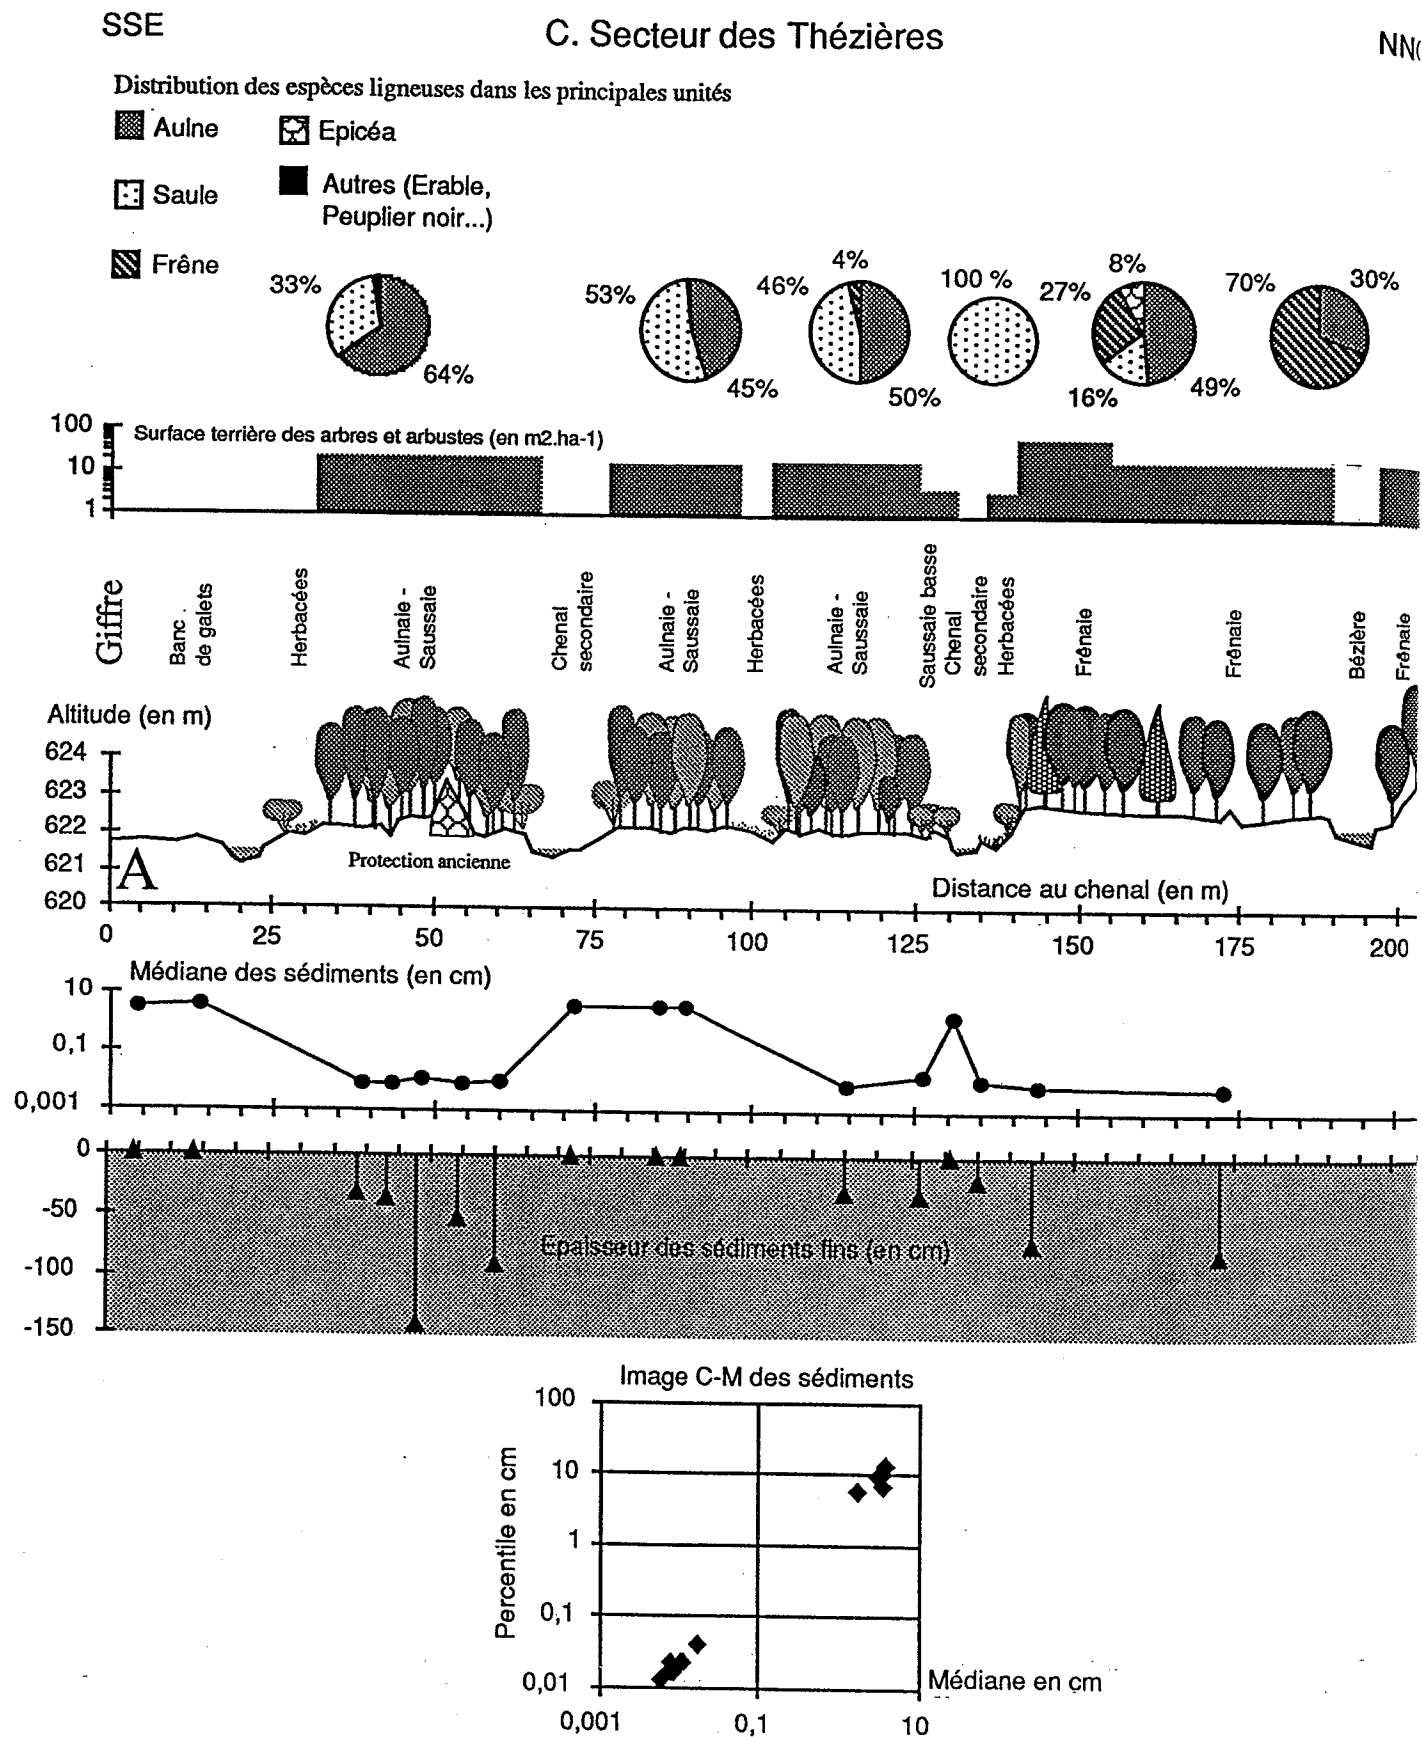 SSE
C. Secteur des Thézières
NN
Distribution des espèces ligneuses dans les principales unités
Aulne
Epicéa
Saule
Autres (Erable,
Peuplier noir...)
Frêne
33%
64%
53%
45%
46%
4%
50%
100 %
27%
8%
16%
49%
70%
30%
100
10
1
Surface terrière des arbres et arbustes (en m2.ha-1)
Giffre
Banc
de galets
Herbacées
Aulnaie -
Saussaie
Chenal
secondaire
Aulnaie -
Saussaie
Herbacées
Aulnaie -
Saussaie
Saussaie basse
Chenal
secondaire
Herbacées
Frênaie
Frênaie
Bézière
Frênaie
Altitude (en m)
624
623
622
621
620
A
Protection ancienne
Distance au chenal (en m)
0
25
50
75
100
125
150
175
200
Médiane des sédiments (en cm)
10
0,1
0,001
0
-50
-100
-150
Epaisseur des sédiments fins (en cm)
Image C-M des sédiments
Percentile en cm
100
10
1
0,1
0,01
0,001
0,1
10
Médiane en cm